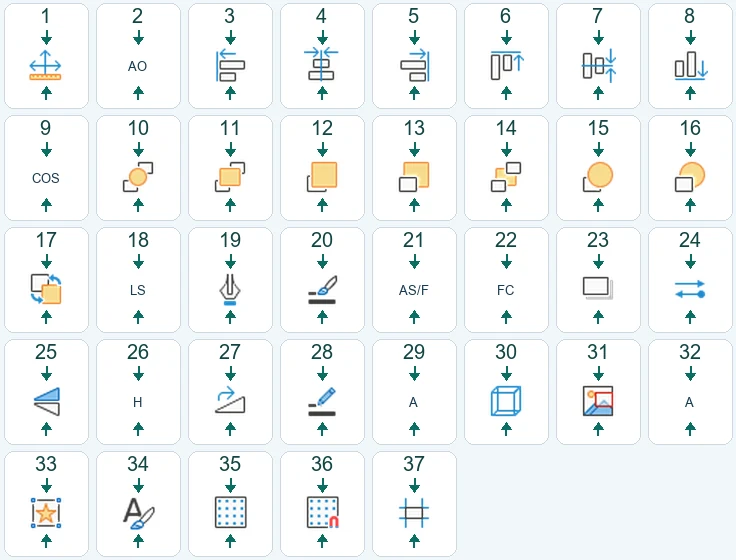 1 2 3 4 5 6 7 8
AO
9 10 11 12 13 14 15 16
COS
17 18 19 20 21 22 23 24
LS AS/F FC
25 26 27 28 29 30 31 32
H A A
33 34 35 36 37
A